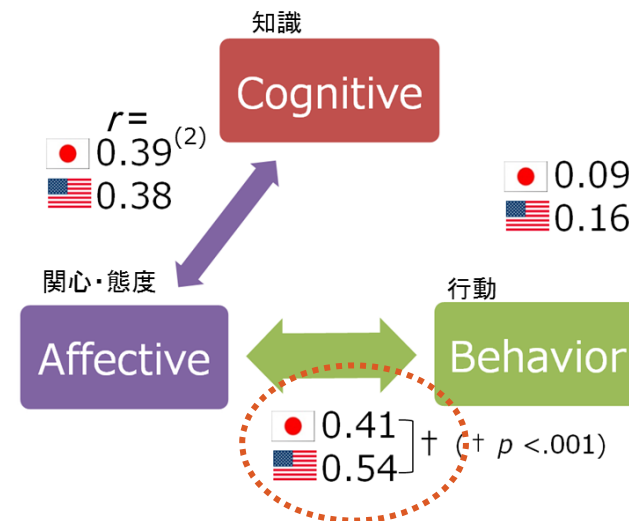 知識
Cognitive
r=
0.39(2)
0.38
0.09
0.16
関心・態度
行動
Affective
Behavior
0.41
0.54
† († p <.001)